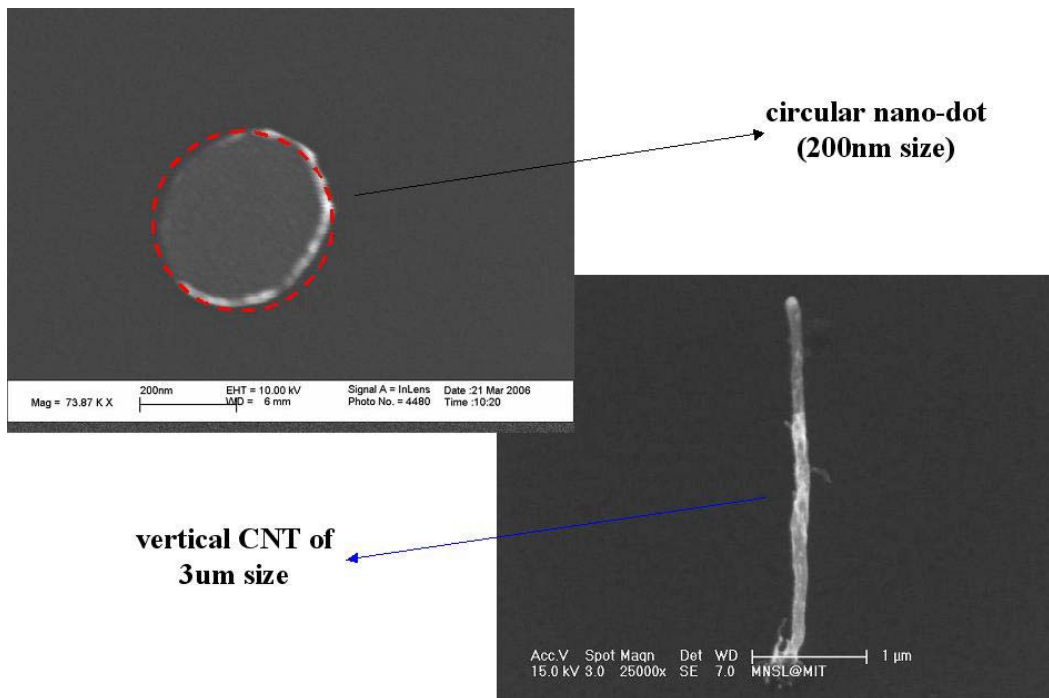 circular nano-dot
(200nm size)
Mag = 73.87 K X
200nm
EHT = 10.00 kV
WD = 6 mm
Signal A = InLens
Photo No. = 4480
Date :21 Mar 2006
Time :10:20
vertical CNT of
3um size
Acc.V Spot Magn Det WD 1 µm
15.0 kV 3.0 25000x SE 7.0 MNSL@MIT